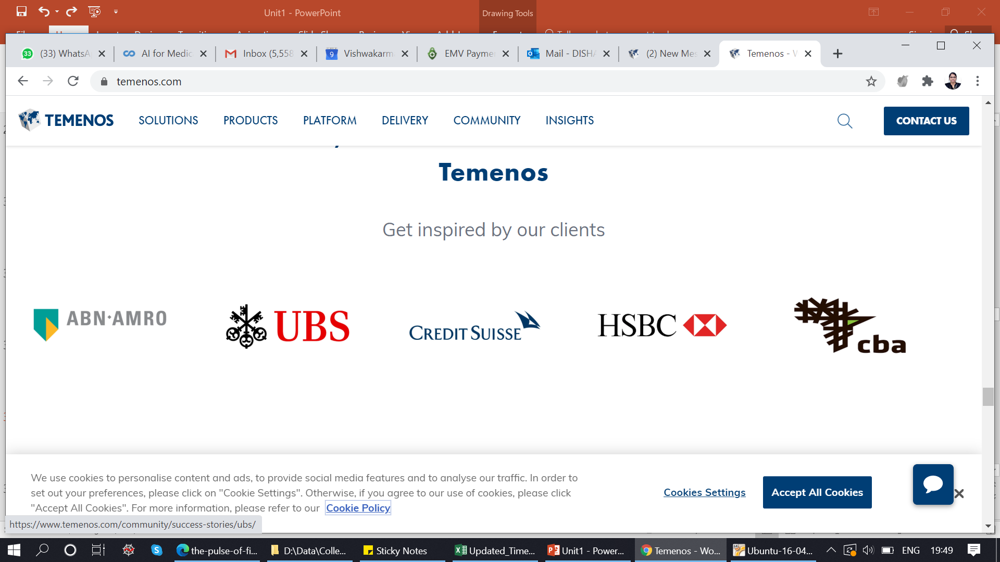 Unit1 - PowerPoint
Drawing Tools
33
(33) WhatsA
AI for Medic
Inbox (5,558
9
Vishwakarm
EMV Paymen
Mail - DISHA
(2) New Mes
Temenos - W
temenos.com
TEMENOS
SOLUTIONS
PRODUCTS
PLATFORM
DELIVERY
COMMUNITY
INSIGHTS
CONTACT US
Temenos
Get inspired by our clients
ABN·AMRO
UBS
CREDIT SUISSE
HSBC
cba
We use cookies to personalise content and ads, to provide social media features and to analyse our traffic. In order to
set out your preferences, please click on "Cookie Settings". Otherwise, if you agree to our use of cookies, please click
"Accept All Cookies". For more information, please refer to our Cookie Policy
Cookies Settings
Accept All Cookies
https://www.temenos.com/community/success-stories/ubs/
the-pulse-of-fi...
D:\Data\Colle...
Sticky Notes
Updated_Time...
Unit1 - Power...
Temenos - Wo...
Ubuntu-16-04...
ENG
19:49